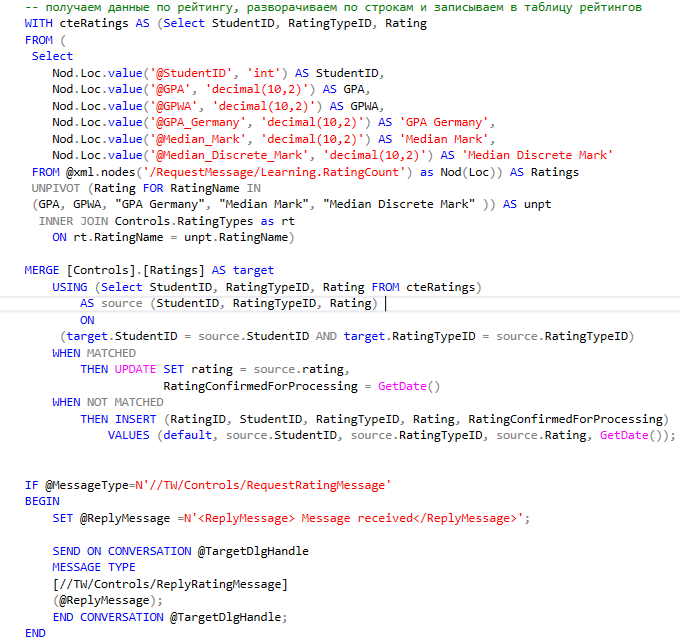 -- получаем данные по рейтингу, разворачиваем по строкам и записываем в таблицу рейтингов
WITH cteRatings AS (Select StudentID, RatingTypeID, Rating
FROM (
Select
Nod.Loc.value('@StudentID', 'int') AS StudentID,
Nod.Loc.value('@GPA', 'decimal(10,2)') AS GPA,
Nod.Loc.value('@GPWA', 'decimal(10,2)') AS GPWA,
Nod.Loc.value('@GPA_Germany', 'decimal(10,2)') AS 'GPA Germany',
Nod.Loc.value('@Median_Mark', 'decimal(10,2)') AS 'Median Mark',
Nod.Loc.value('@Median_Discrete_Mark', 'decimal(10,2)') AS 'Median Discrete Mark'
FROM @xml.nodes('/RequestMessage/Learning.RatingCount') as Nod(Loc)) AS Ratings
UNPIVOT (Rating FOR RatingName IN
(GPA, GPWA, "GPA Germany", "Median Mark", "Median Discrete Mark" )) AS unpt
INNER JOIN Controls.RatingTypes as rt
ON rt.RatingName = unpt.RatingName)
MERGE [Controls].[Ratings] AS target
USING (Select StudentID, RatingTypeID, Rating FROM cteRatings)
AS source (StudentID, RatingTypeID, Rating)
ON
(target.StudentID = source.StudentID AND target.RatingTypeID = source.RatingTypeID)
WHEN MATCHED
THEN UPDATE SET rating = source.rating,
RatingConfirmedForProcessing = GetDate()
WHEN NOT MATCHED
THEN INSERT (RatingID, StudentID, RatingTypeID, Rating, RatingConfirmedForProcessing)
VALUES (default, source.StudentID, source.RatingTypeID, source.Rating, GetDate());
IF @MessageType=N'//TW/Controls/RequestRatingMessage'
BEGIN
SET @ReplyMessage =N'<ReplyMessage> Message received</ReplyMessage>';
SEND ON CONVERSATION @TargetDlgHandle
MESSAGE TYPE
[//TW/Controls/ReplyRatingMessage]
(@ReplyMessage);
END CONVERSATION @TargetDlgHandle;
END